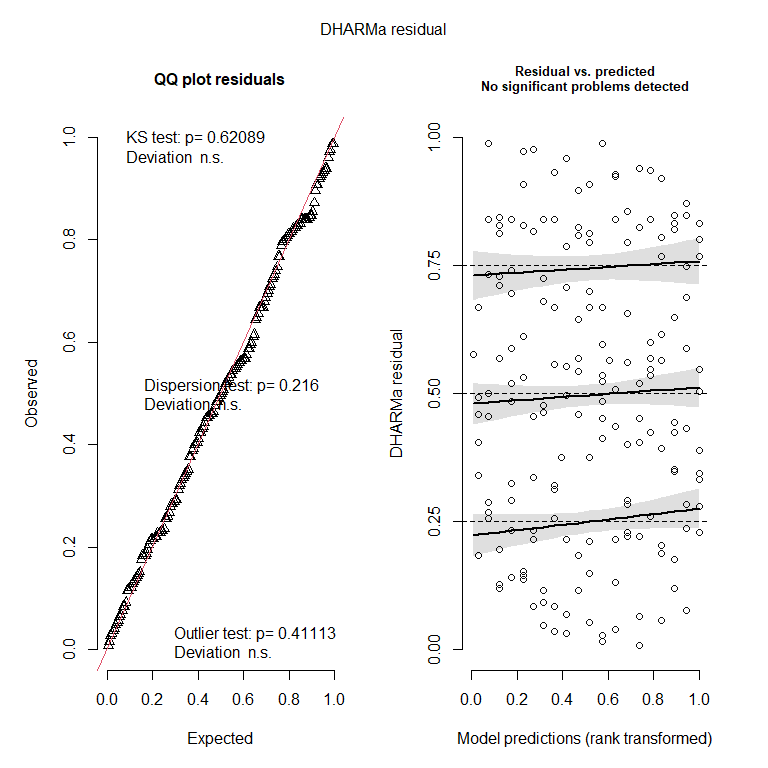 DHARMa residual
QQ plot residuals
KS test: p= 0.62089
Deviation n.s.
Dispersion test: p= 0.216
Deviation n.s.
Outlier test: p= 0.41113
Deviation n.s.
Observed
0.0 0.2 0.4 0.6 0.8 1.0
0.0 0.2 0.4 0.6 0.8 1.0
Expected
Residual vs. predicted
No significant problems detected
DHARMa residual
0.00 0.25 0.50 0.75 1.00
0.0 0.2 0.4 0.6 0.8 1.0
Model predictions (rank transformed)